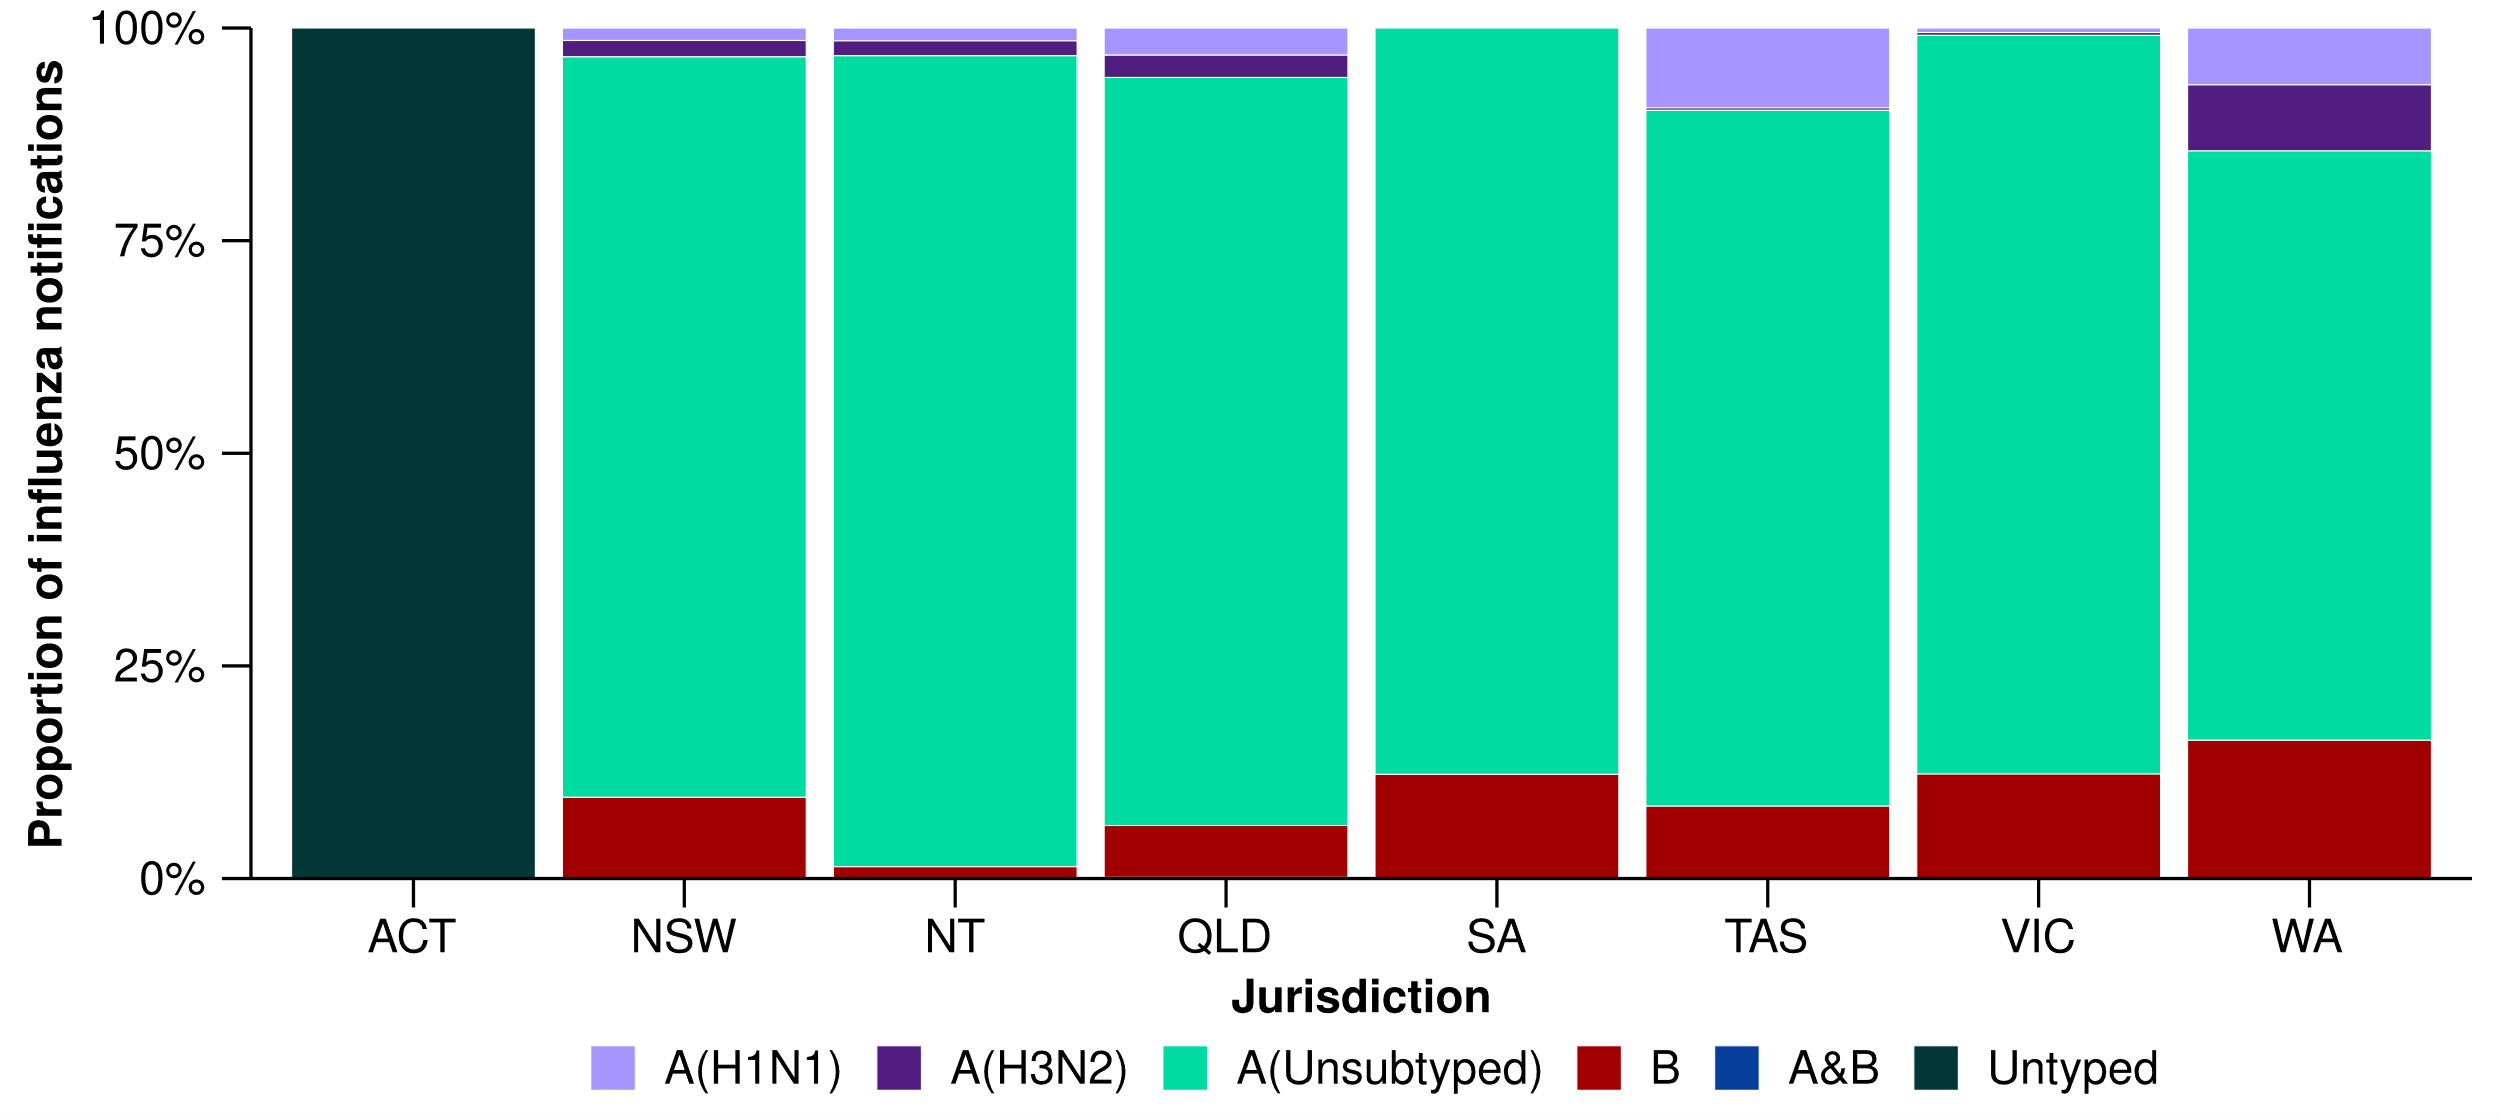 Proportion of influenza notifications
100%
75%
50%
25%
0%
ACT NSW NT QLD SA TAS VIC WA
Jurisdiction
A(H1N1) A(H3N2) A(Unsubtyped) B A&B Untyped